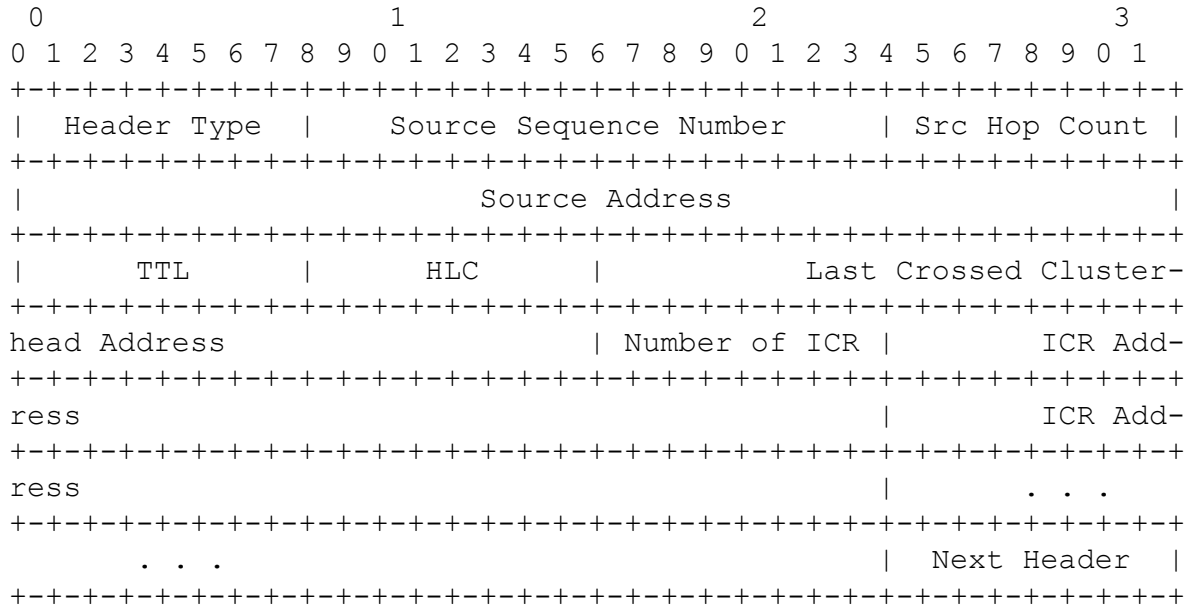 0                   1                   2                   3
0 1 2 3 4 5 6 7 8 9 0 1 2 3 4 5 6 7 8 9 0 1 2 3 4 5 6 7 8 9 0 1
+-+-+-+-+-+-+-+-+-+-+-+-+-+-+-+-+-+-+-+-+-+-+-+-+-+-+-+-+-+-+-+-+
|  Header Type  |    Source Sequence Number     | Src Hop Count |
+-+-+-+-+-+-+-+-+-+-+-+-+-+-+-+-+-+-+-+-+-+-+-+-+-+-+-+-+-+-+-+-+
|                         Source Address                        |
+-+-+-+-+-+-+-+-+-+-+-+-+-+-+-+-+-+-+-+-+-+-+-+-+-+-+-+-+-+-+-+-+
|      TTL      |      HLC      |           Last Crossed Cluster-
+-+-+-+-+-+-+-+-+-+-+-+-+-+-+-+-+-+-+-+-+-+-+-+-+-+-+-+-+-+-+-+-+
head Address                    | Number of ICR |        ICR Add-
+-+-+-+-+-+-+-+-+-+-+-+-+-+-+-+-+-+-+-+-+-+-+-+-+-+-+-+-+-+-+-+-+
ress                                            |        ICR Add-
+-+-+-+-+-+-+-+-+-+-+-+-+-+-+-+-+-+-+-+-+-+-+-+-+-+-+-+-+-+-+-+-+
ress                                            |       . . .
+-+-+-+-+-+-+-+-+-+-+-+-+-+-+-+-+-+-+-+-+-+-+-+-+-+-+-+-+-+-+-+-+
       . . .                                    |  Next Header  |
+-+-+-+-+-+-+-+-+-+-+-+-+-+-+-+-+-+-+-+-+-+-+-+-+-+-+-+-+-+-+-+-+